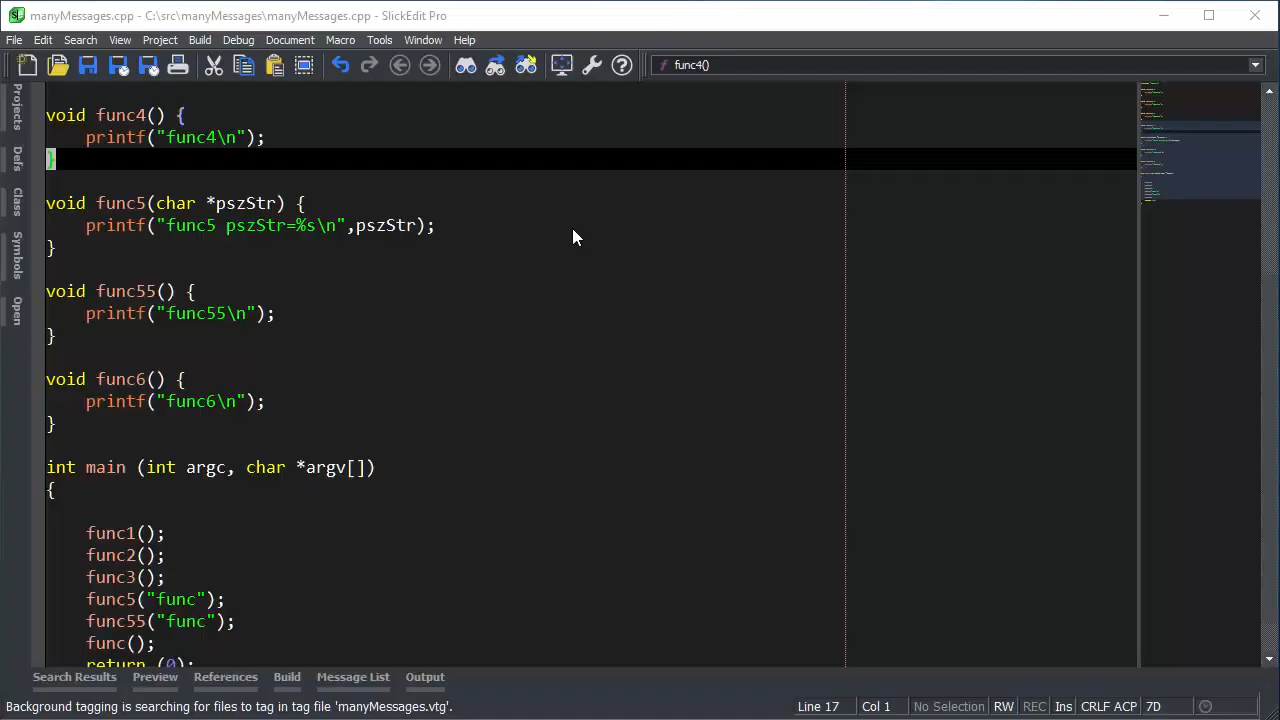 manyMessages.cpp - C:\src\manyMessages\manyMessages.cpp - SlickEdit Pro
File Edit Search View Project Build Debug Document Macro Tools Window Help
func4()
Projects
Defs
Class
Symbols
Open
void func4() {
    printf("func4\n");
}
void func5(char *pszStr) {
    printf("func5 pszStr=%s\n",pszStr);
}
void func55() {
    printf("func55\n");
}
void func6() {
    printf("func6\n");
}
int main (int argc, char *argv[])
{
    func1();
    func2();
    func3();
    func5("func");
    func55("func");
    func();
    return (0);
Search Results Preview References Build Message List Output
Background tagging is searching for files to tag in tag file 'manyMessages.vtg'. Line 17 Col 1 No Selection RW REC Ins CRLF ACP 7D